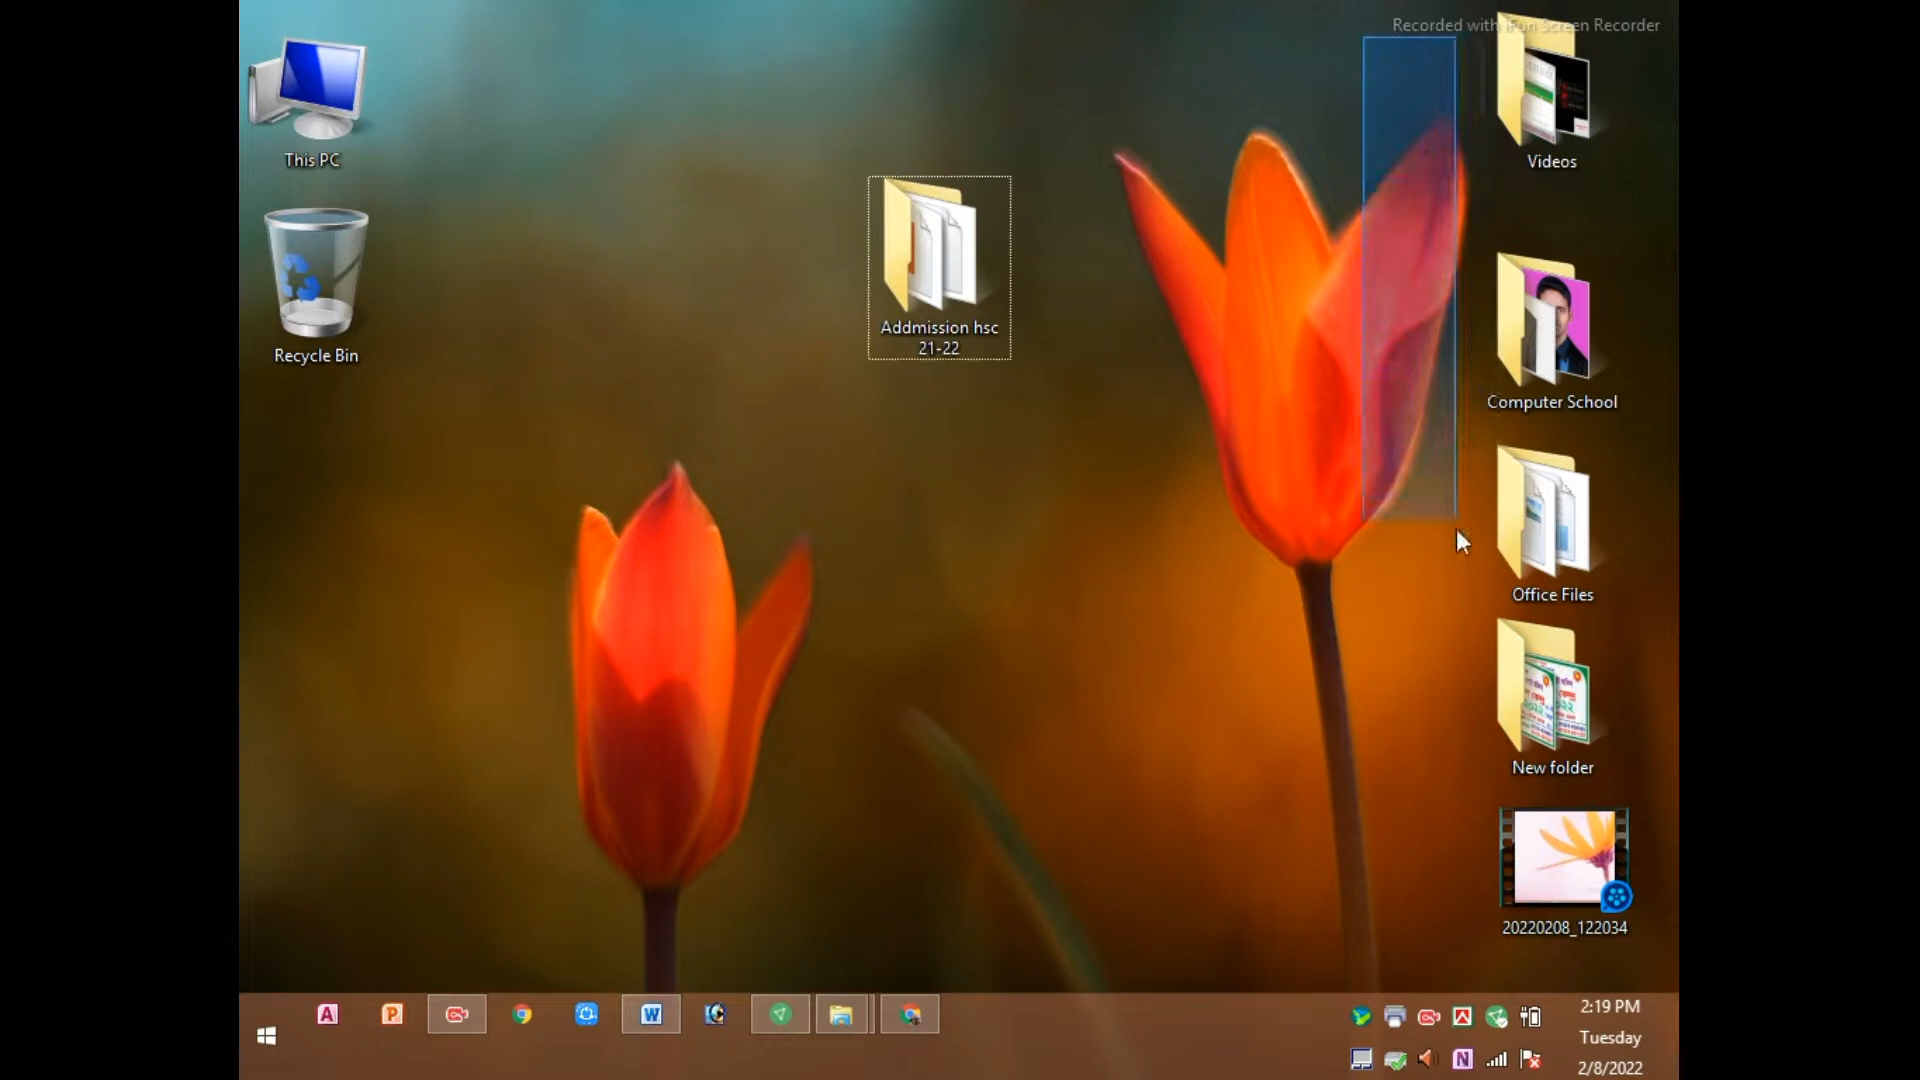 Recorded with iFun Screen Recorder
This PC
Recycle Bin
Addmission hsc
21-22
Videos
Computer School
Office Files
New folder
20220208_122034
2:19 PM
Tuesday
2/8/2022